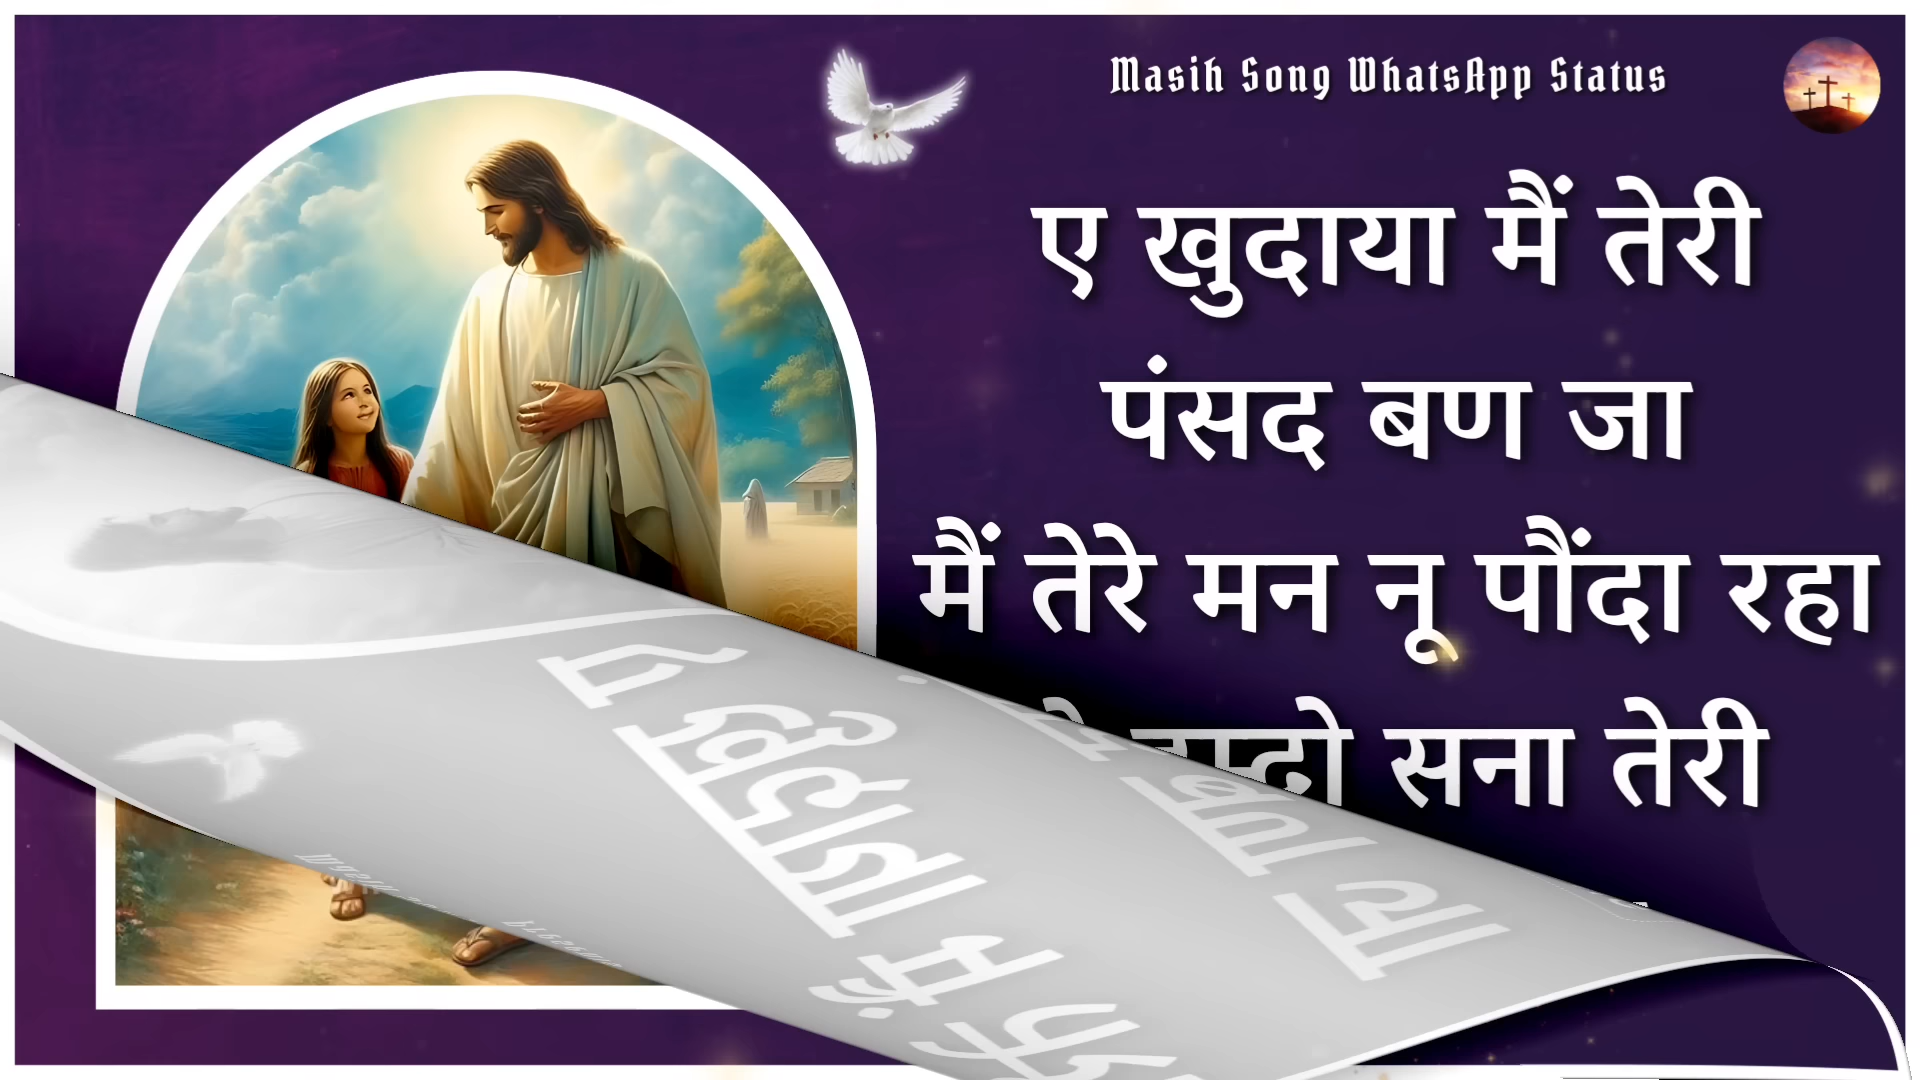 Masih Song WhatsApp Status
ए खुदाया मैं तेरी
पंसद बण जा
मैं तेरे मन नू पौंदा रहा
सना तेरी